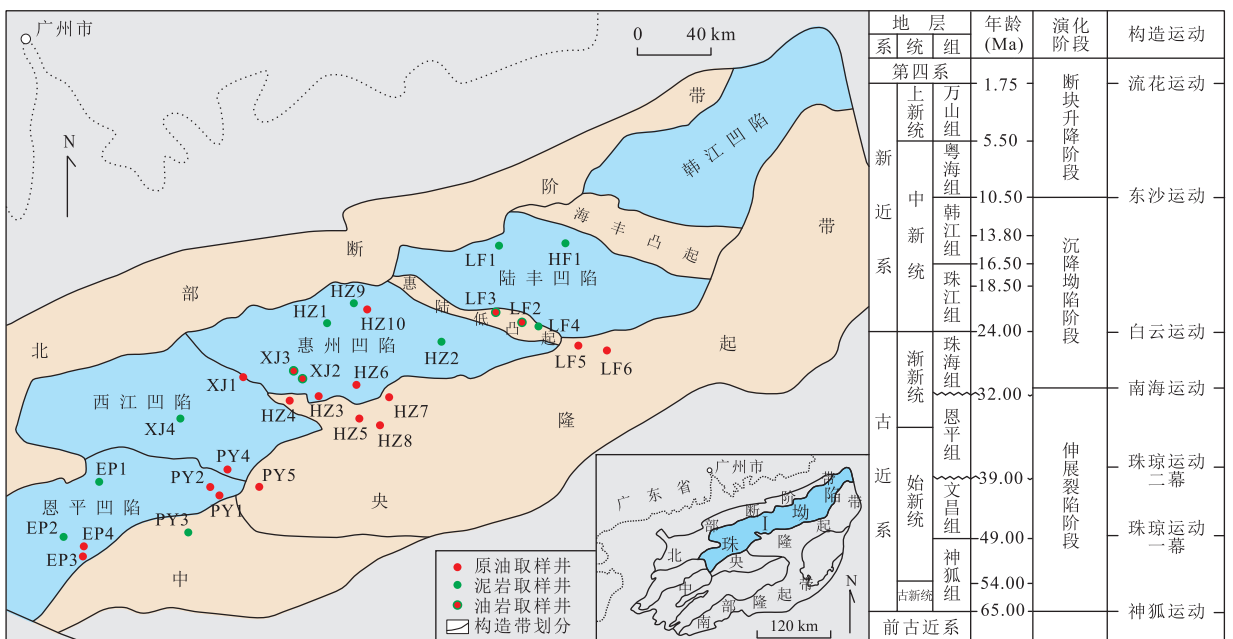 广州市
0 40 km
N
北
部
断
阶
带
韩江凹陷
海丰凸起
带
起
隆
央
中
LF1
HF1
陆丰凹陷
惠陆低凸起
LF3
LF2
LF4
LF5
LF6
HZ9
HZ10
HZ1
惠州凹陷
HZ2
XJ3
XJ2
HZ6
XJ1
HZ4
HZ3
HZ7
HZ5
HZ8
西江凹陷
XJ4
PY4
PY5
PY2
PY1
PY3
EP1
恩平凹陷
EP2
EP4
EP3
原油取样井
泥岩取样井
油岩取样井
构造带划分
广州市
广东省
北部断阶带
珠I坳陷
中央隆起带
南部隆起带
N
120 km
地层
系 统 组
年龄
(Ma)
演化
阶段
构造运动
第四系
新近系
古近系
前古近系
上新统
中新统
渐新统
始新统
古新统
万山组
粤海组
韩江组
珠江组
珠海组
恩平组
文昌组
神狐组
1.75
5.50
10.50
13.80
16.50
18.50
24.00
32.00
39.00
49.00
54.00
65.00
断块升降阶段
沉降坳陷阶段
伸展裂陷阶段
流花运动
东沙运动
白云运动
南海运动
珠琼运动
二幕
珠琼运动
一幕
神狐运动